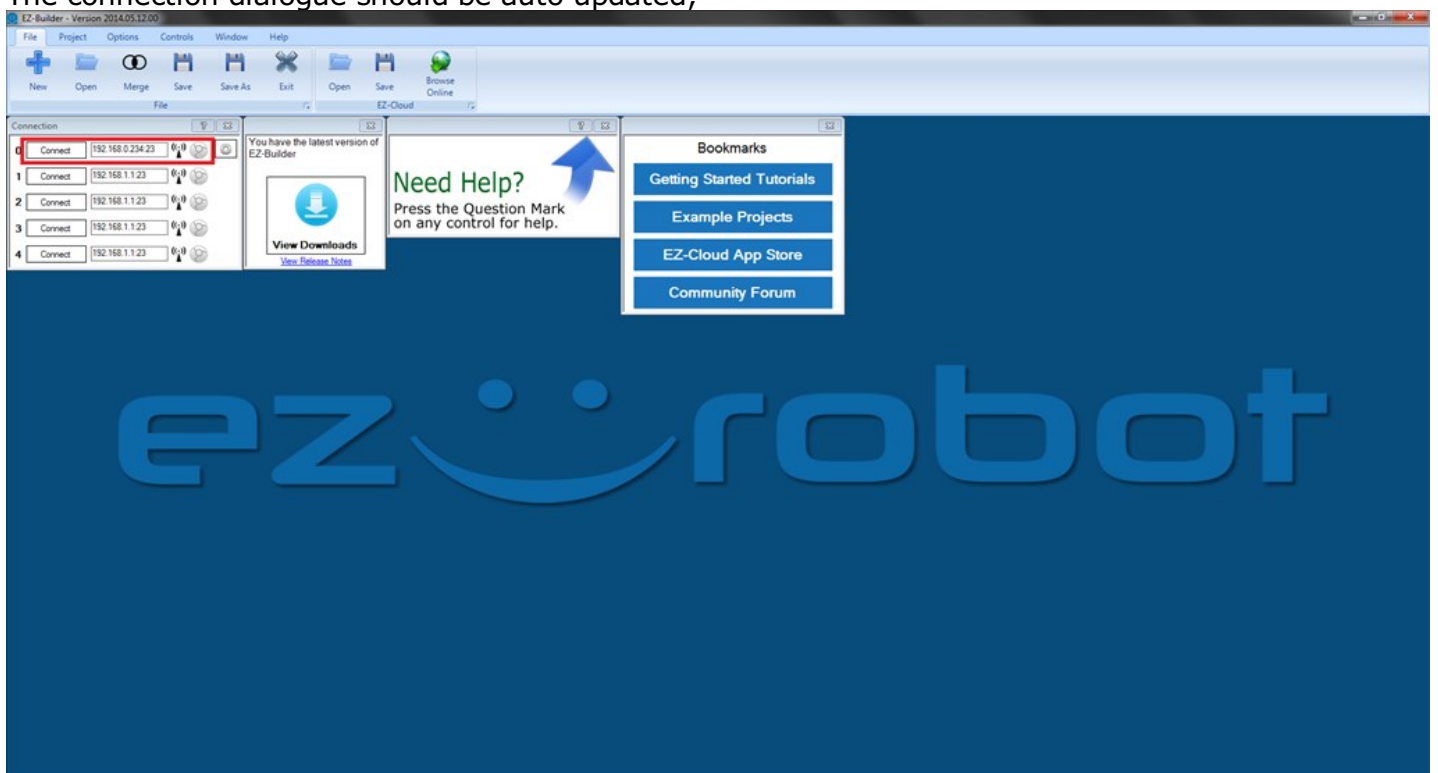 The connection dialogue should be auto updated,
EZ-Builder - Version 2014.05.12.00
File Project Options Controls Window Help
New Open Merge Save Save As Exit Open Save Browse Online
File EZ-Cloud
Connection
0 Connect 192.168.0.234:23
1 Connect 192.168.1.1:23
2 Connect 192.168.1.1:23
3 Connect 192.168.1.1:23
4 Connect 192.168.1.1:23
You have the latest version of
EZ-Builder
View Downloads
View Release Notes
Need Help?
Press the Question Mark
on any control for help.
Bookmarks
Getting Started Tutorials
Example Projects
EZ-Cloud App Store
Community Forum
ez robot